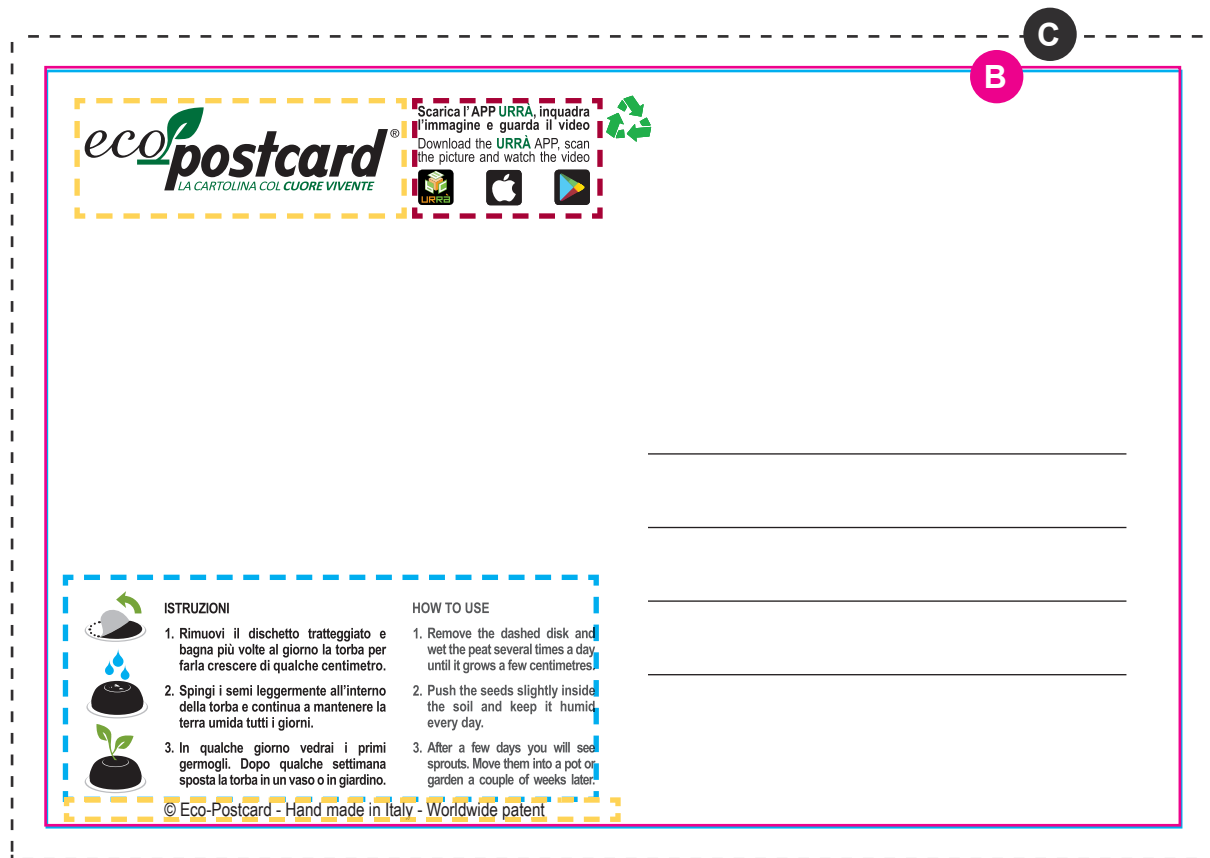 C
B
ecopostcard®
LA CARTOLINA COL CUORE VIVENTE
Scarica l'APP URRÀ, inquadra
l'immagine e guarda il video
Download the URRÀ APP, scan
the picture and watch the video
URRÀ
ISTRUZIONI
1. Rimuovi il dischetto tratteggiato e
bagna più volte al giorno la torba per
farla crescere di qualche centimetro.
2. Spingi i semi leggermente all'interno
della torba e continua a mantenere la
terra umida tutti i giorni.
3. In qualche giorno vedrai i primi
germogli. Dopo qualche settimana
sposta la torba in un vaso o in giardino.
HOW TO USE
1. Remove the dashed disk and
wet the peat several times a day
until it grows a few centimetres.
2. Push the seeds slightly inside
the soil and keep it humid
every day.
3. After a few days you will see
sprouts. Move them into a pot or
garden a couple of weeks later.
© Eco-Postcard - Hand made in Italy - Worldwide patent